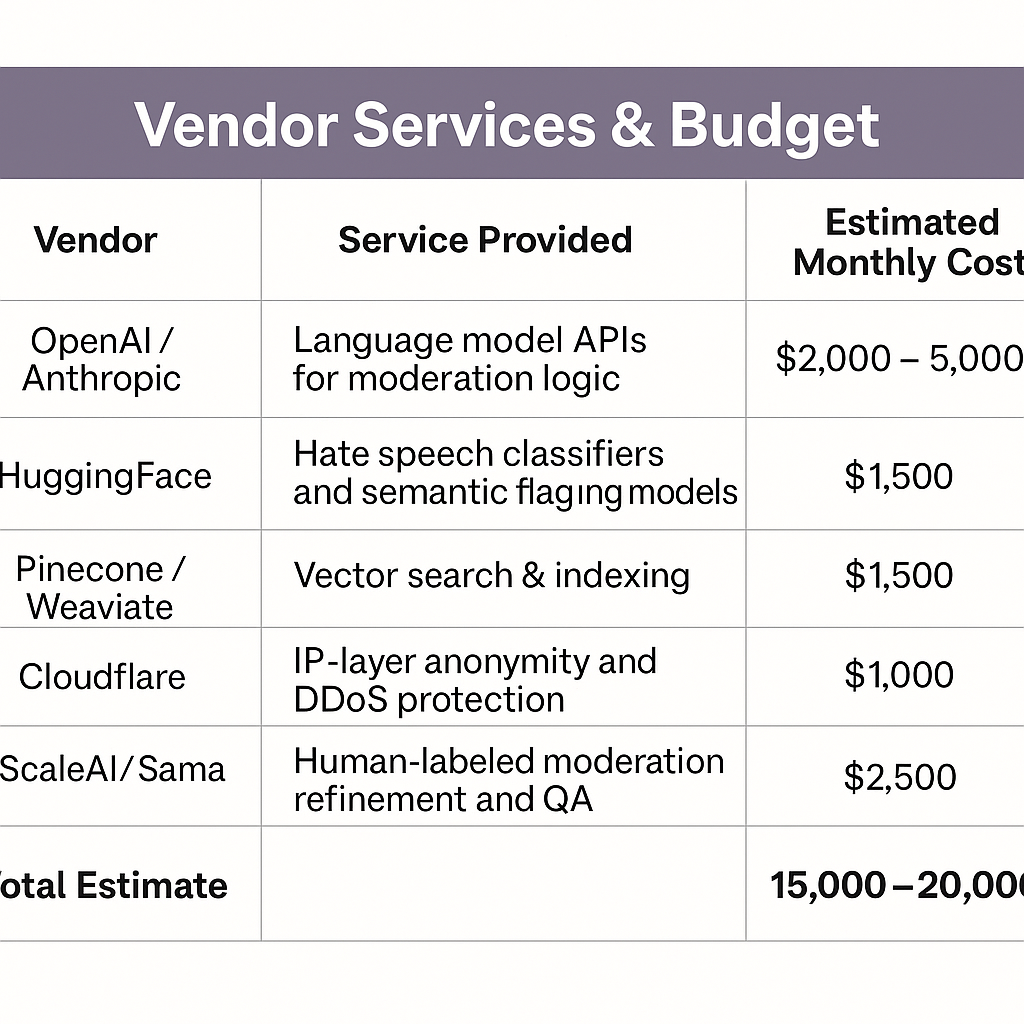 Vendor Services & Budget
Vendor
Service Provided
Estimated
Monthly Cost
OpenAI /
Anthropic
Language model APIs
for moderation logic
$2,000 – 5,000
HuggingFace
Hate speech classifiers
and semantic flagging models
$1,500
Pinecone /
Weaviate
Vector search & indexing
$1,500
Cloudflare
IP-layer anonymity and
DDoS protection
$1,000
ScaleAI/Sama
Human-labeled moderation
refinement and QA
$2,500
Total Estimate
15,000–20,000